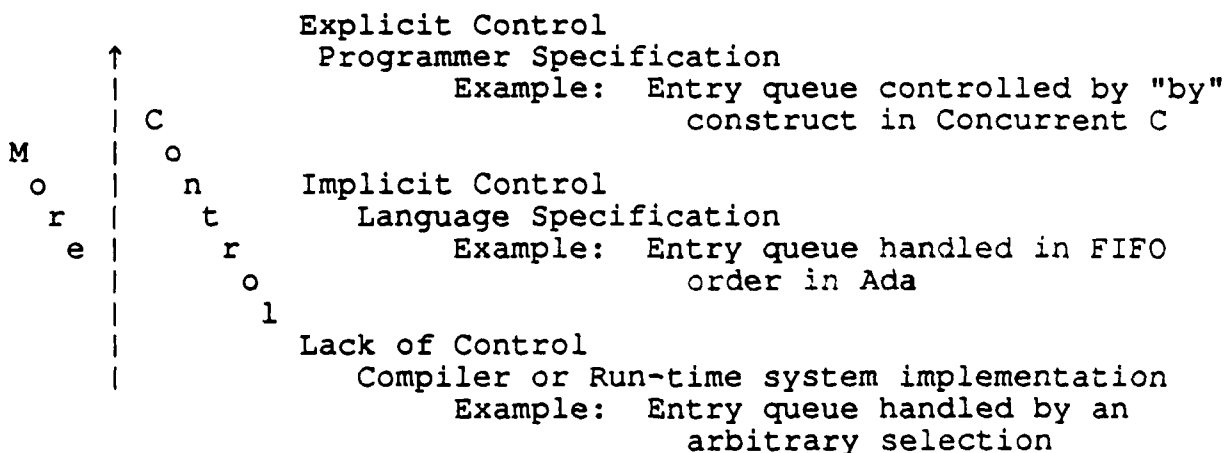 Explicit Control
Programmer Specification
Example: Entry queue controlled by "by"
construct in Concurrent C
More Control
Implicit Control
Language Specification
Example: Entry queue handled in FIFO
order in Ada
Lack of Control
Compiler or Run-time system implementation
Example: Entry queue handled by an
arbitrary selection